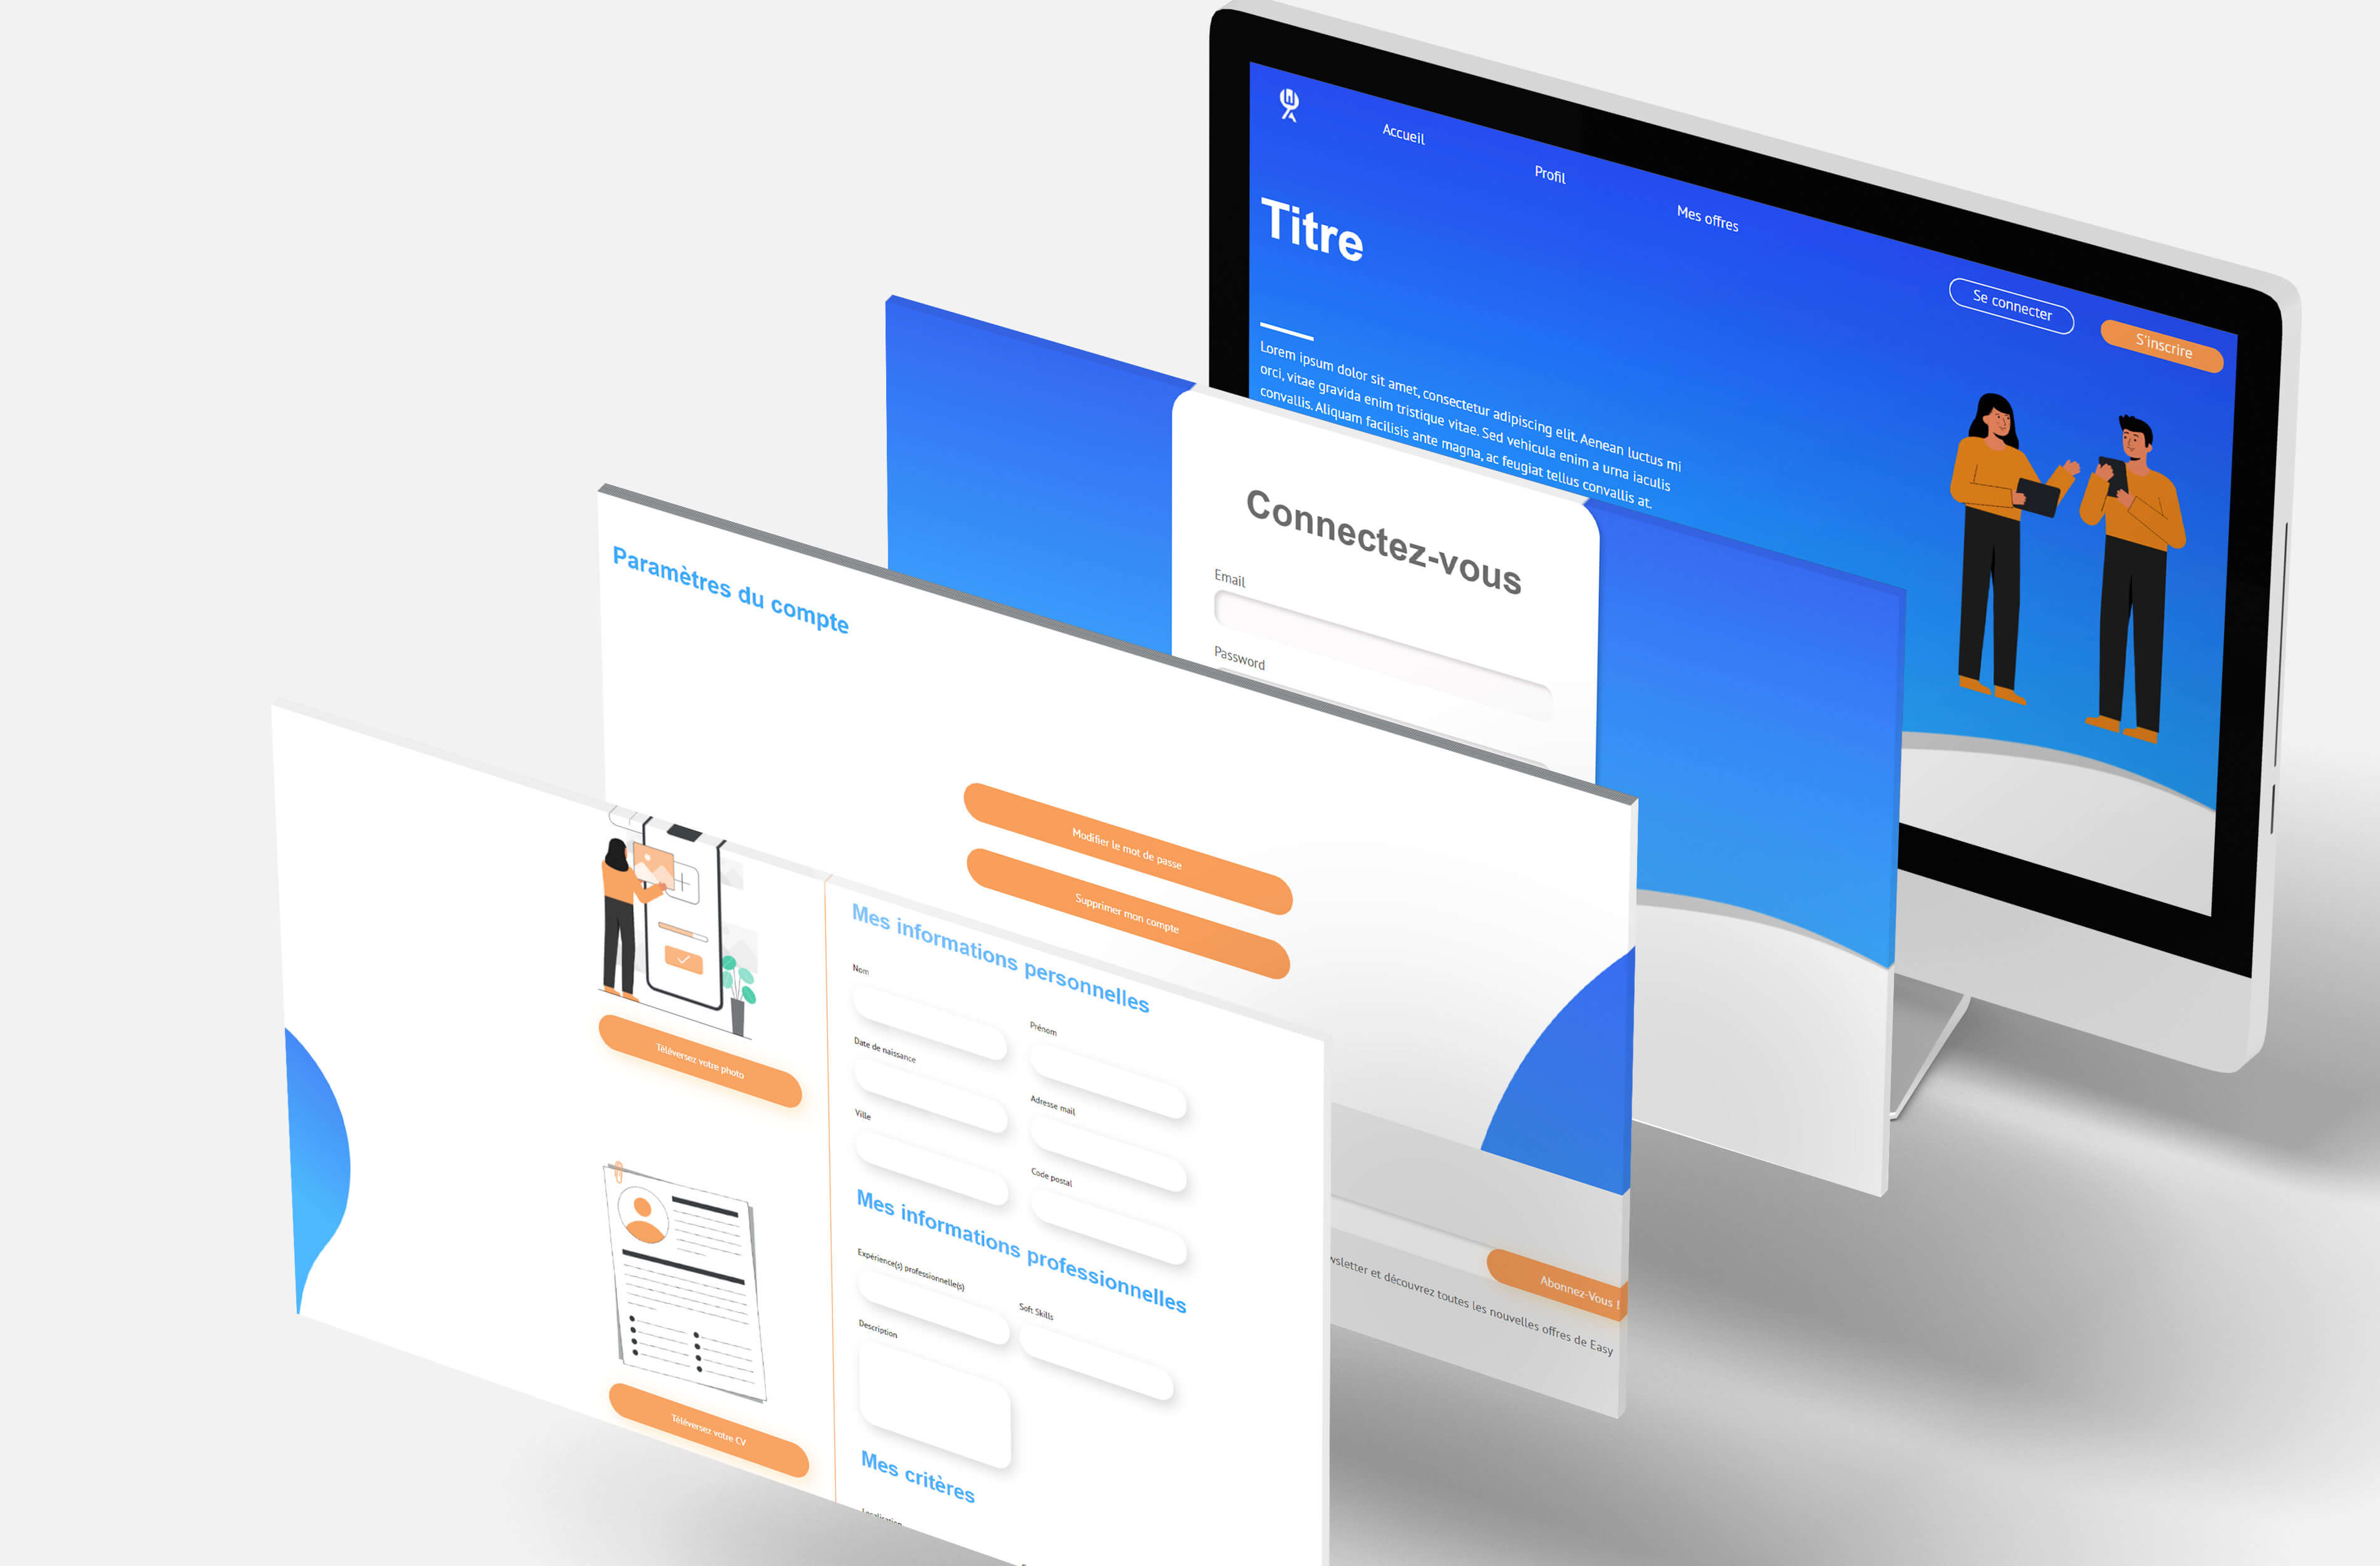 Accueil
Profil
Mes offres
Se connecter
S'inscrire
Titre
Lorem ipsum dolor sit amet, consectetur adipiscing elit. Aenean luctus mi
orci, vitae gravida enim tristique vitae. Sed vehicula enim a urna iaculis
convallis. Aliquam facilisis ante magna, ac feugiat tellus convallis at.
Connectez-vous
Email
Password
Paramètres du compte
Modifier le mot de passe
Supprimer mon compte
Abonnez-Vous !
et découvrez toutes les nouvelles offres de Easy
Téléversez votre photo
Téléversez votre CV
Mes informations personnelles
Nom
Prénom
Date de naissance
Adresse mail
Ville
Code postal
Mes informations professionnelles
Expérience(s) professionnelle(s)
Soft Skills
Description
Mes critères